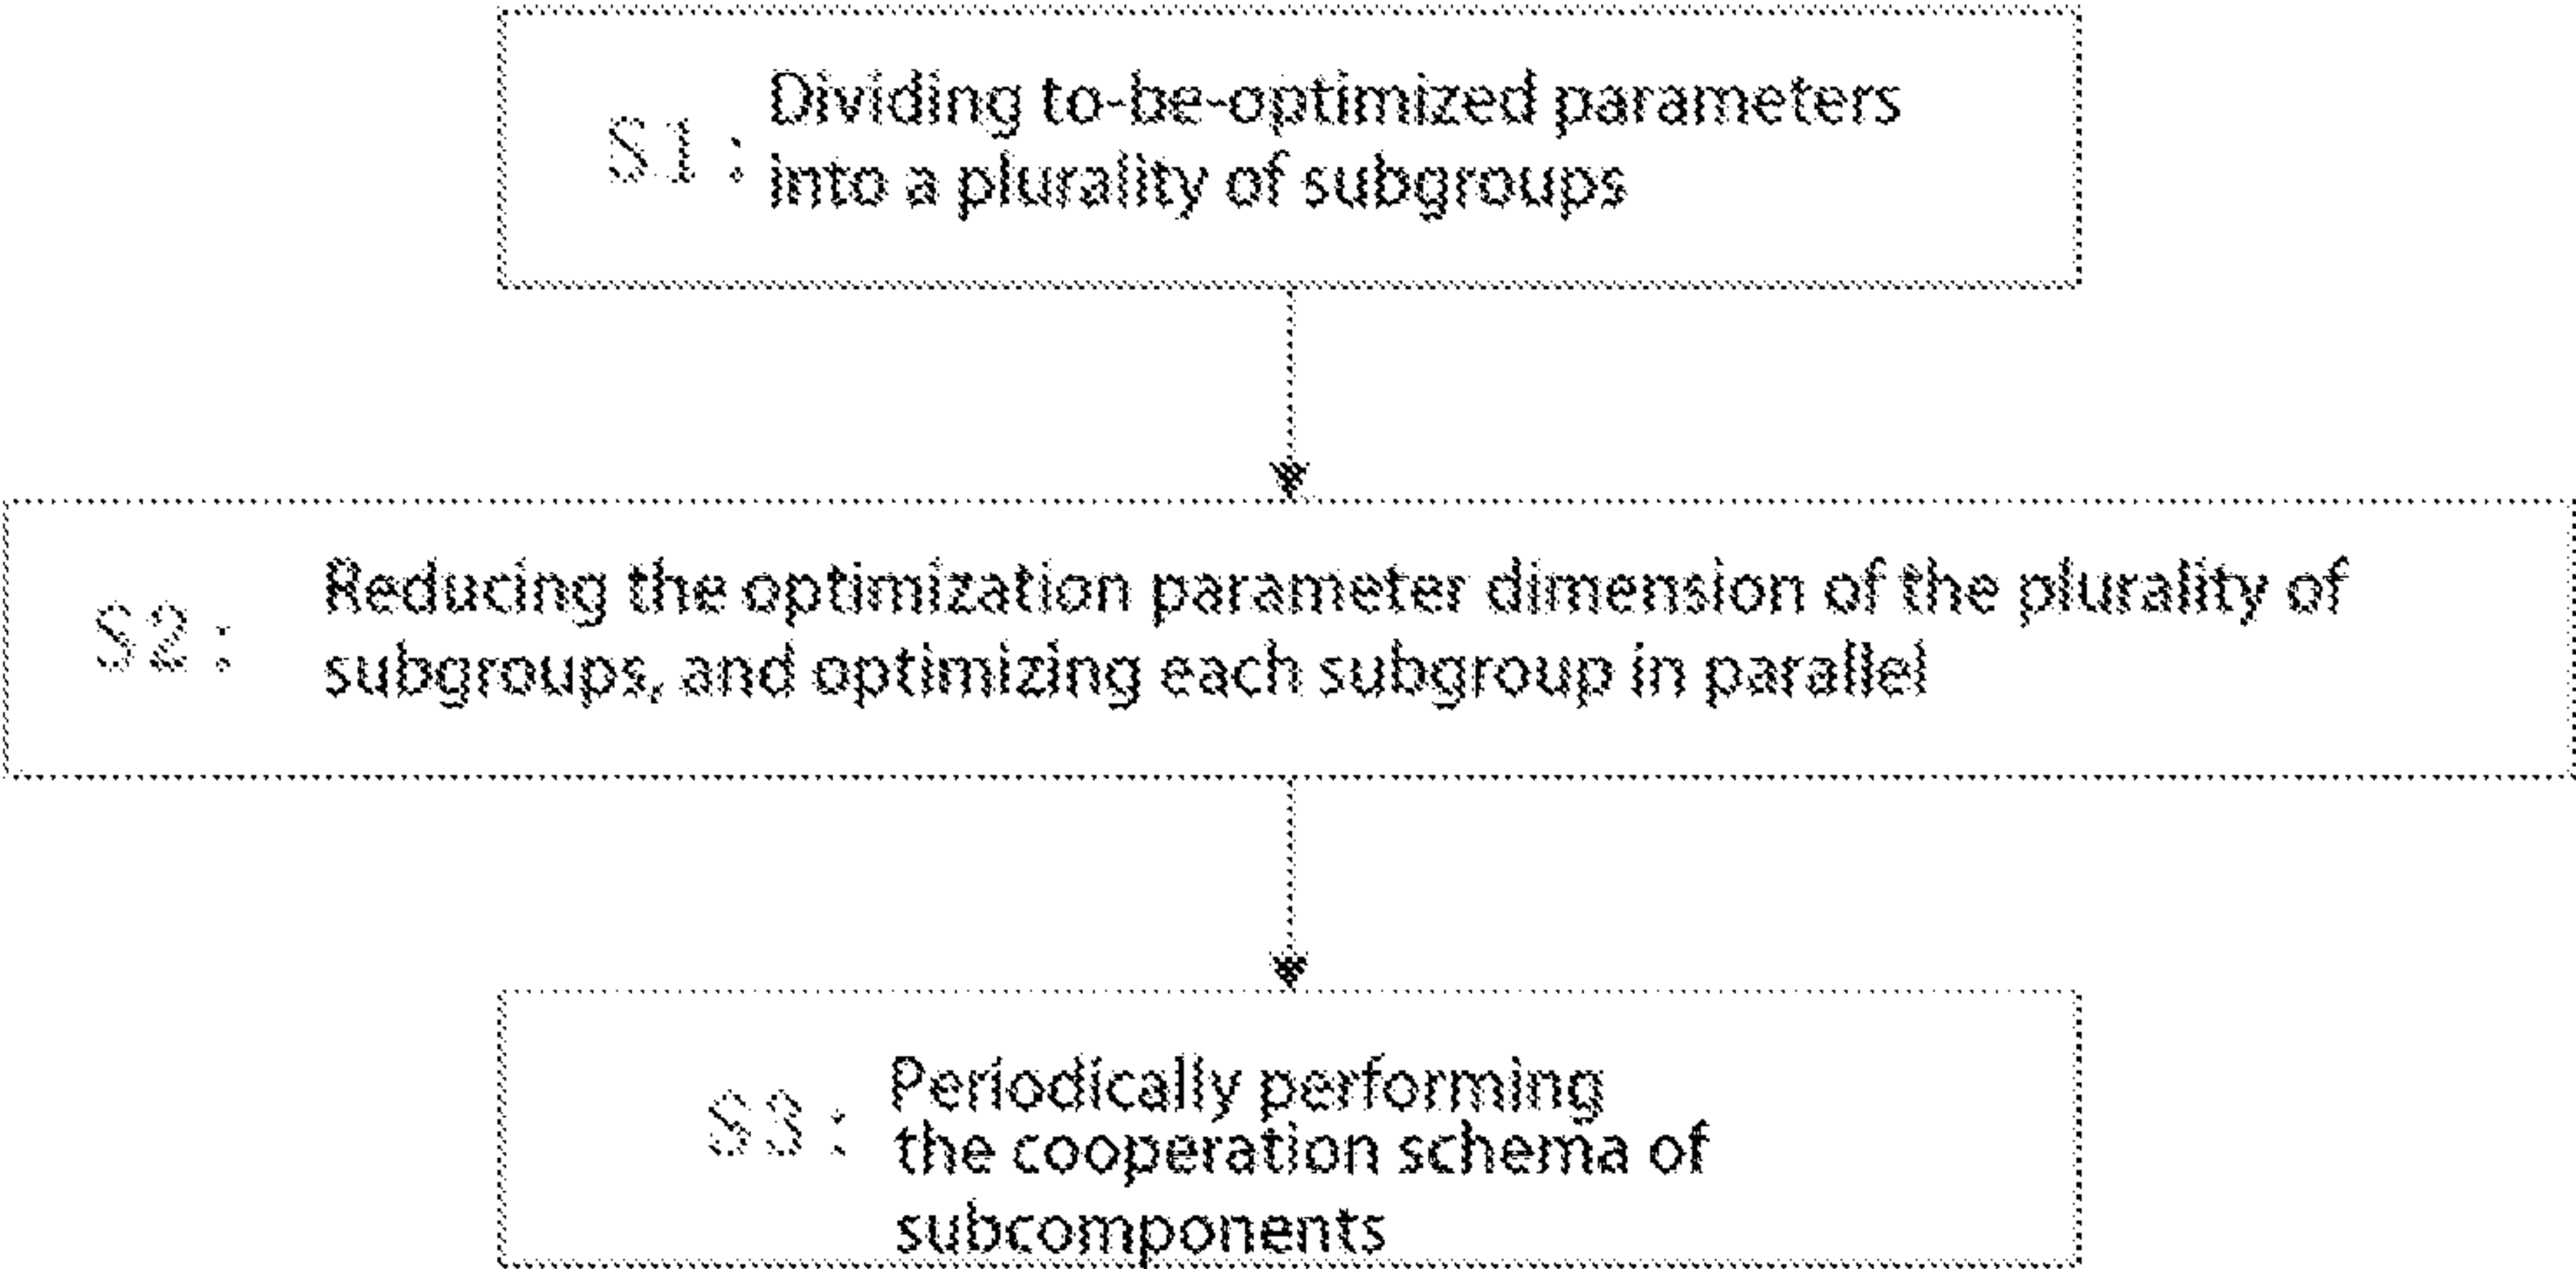 S1: Dividing to-be-optimized parameters
into a plurality of subgroups
S2: Reducing the optimization parameter dimension of the plurality of
subgroups, and optimizing each subgroup in parallel
S3: Periodically performing
the cooperation schema of
subcomponents